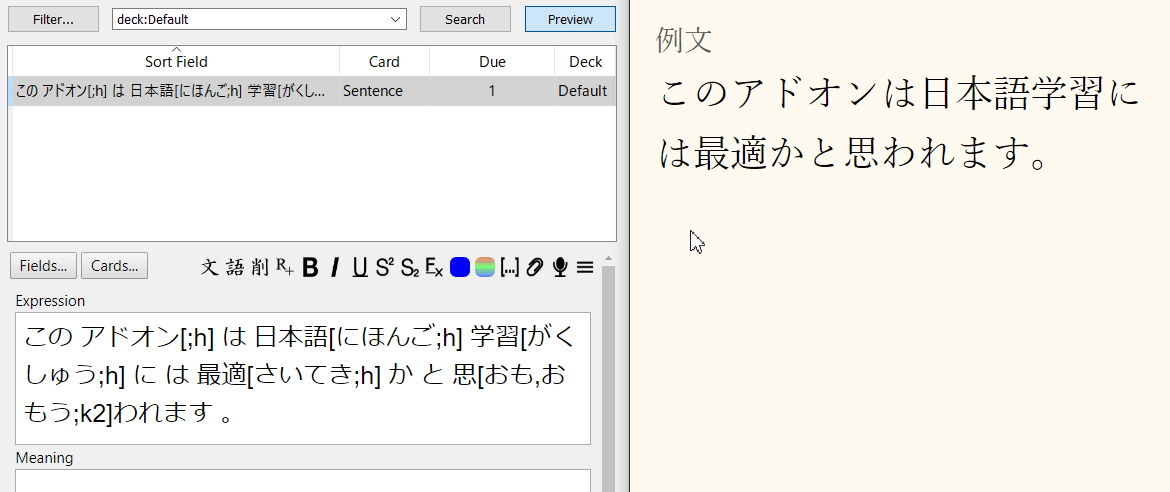 Filter...
deck:Default
Search
Preview
Sort Field
Card
Due
Deck
この アドオン[;h] は 日本語[にほんご;h] 学習[がくし...
Sentence
1
Default
Fields...
Cards...
文 語 削 R+ B I U S² S₂ Ex [...]
Expression
この アドオン[;h] は 日本語[にほんご;h] 学習[がく
しゅう;h] に は 最適[さいてき;h] か と 思[おも,お
もう;k2]われます 。
Meaning
例文
このアドオンは日本語学習に
は最適かと思われます。